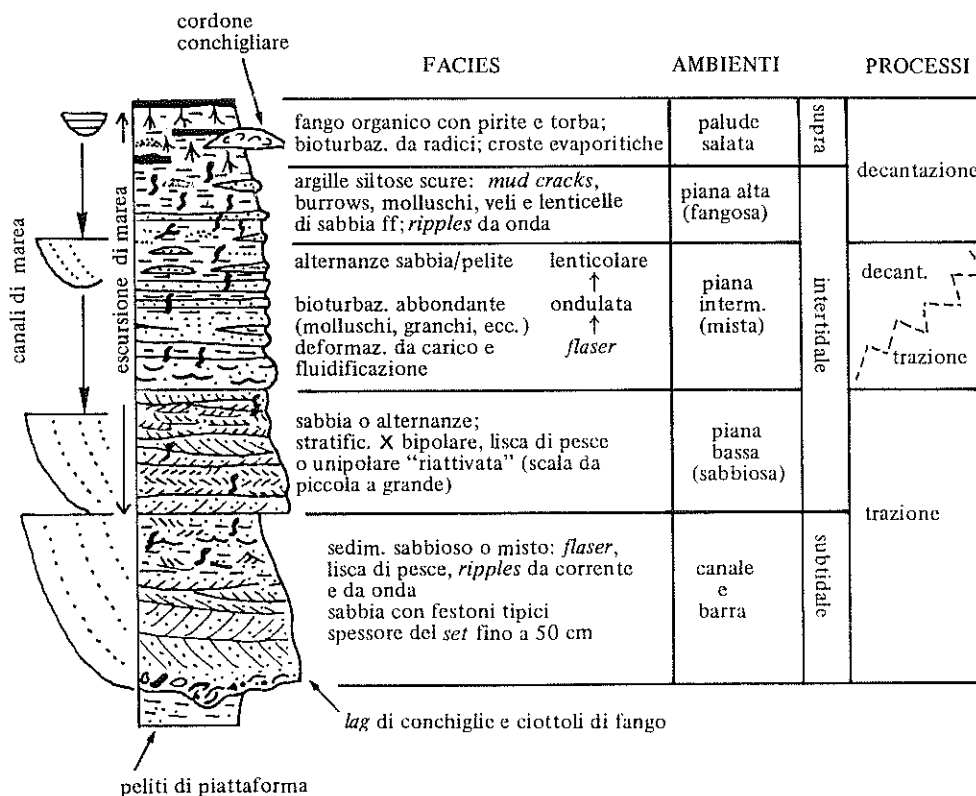 cordone
conchigliare
FACIES
AMBIENTI
PROCESSI
canali di marea
escursione di marea
fango organico con pirite e torba;
bioturbaz. da radici; croste evaporitiche
palude
salata
supra
decantazione
argille siltose scure: mud cracks,
burrows, molluschi, veli e lenticelle
di sabbia ff; ripples da onda
piana alta
(fangosa)
intertidale
alternanze sabbia/pelite lenticolare
↑
bioturbaz. abbondante ondulata
(molluschi, granchi, ecc.) ↑
deformaz. da carico e flaser
fluidificazione
piana
interm.
(mista)
decant.
trazione
sabbia o alternanze;
stratific. X bipolare, lisca di pesce
o unipolare “riattivata” (scala da
piccola a grande)
piana
bassa
(sabbiosa)
trazione
sedim. sabbioso o misto: flaser,
lisca di pesce, ripples da corrente
e da onda
sabbia con festoni tipici
spessore del set fino a 50 cm
canale
e
barra
subtidale
lag di conchiglie e ciottoli di fango
peliti di piattaforma